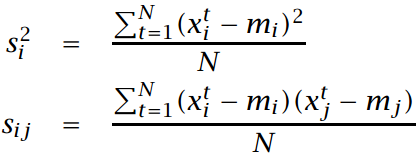 $s_i^2 = \frac{\sum_{t=1}^{N} (x_i^t - m_i)^2}{N}$
$s_{ij} = \frac{\sum_{t=1}^{N} (x_i^t - m_i)(x_j^t - m_j)}{N}$